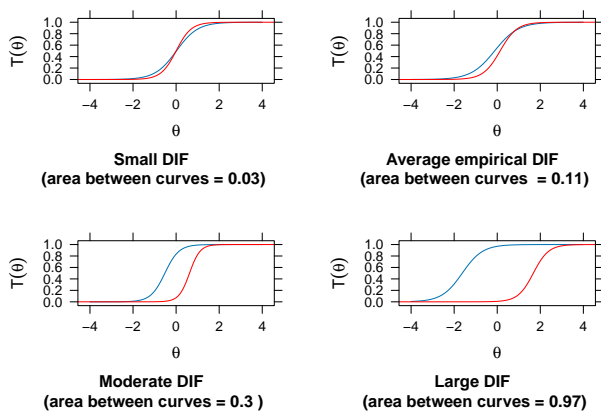 T(θ)
1.0
0.8
0.6
0.4
0.2
0.0
−4 −2 0 2 4
θ
Small DIF
(area between curves = 0.03)
T(θ)
1.0
0.8
0.6
0.4
0.2
0.0
−4 −2 0 2 4
θ
Average empirical DIF
(area between curves  = 0.11)
T(θ)
1.0
0.8
0.6
0.4
0.2
0.0
−4 −2 0 2 4
θ
Moderate DIF
(area between curves = 0.3 )
T(θ)
1.0
0.8
0.6
0.4
0.2
0.0
−4 −2 0 2 4
θ
Large DIF
(area between curves = 0.97)